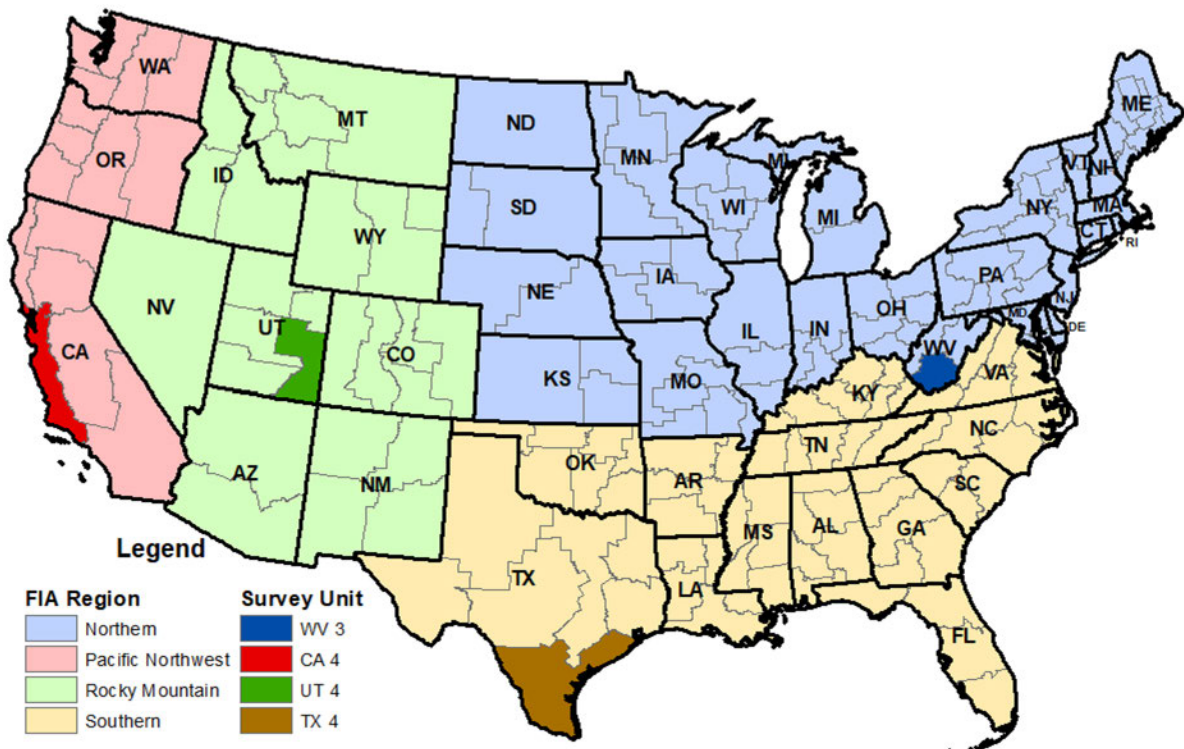 WA
MT
ND
ME
OR
ID
MN
MI
VT
NH
SD
WI
NY
MA
WY
MI
CT
RI
IA
PA
NE
NV
OH
NJ
UT
IL
IN
MD
DE
CA
CO
WV
KS
MO
VA
KY
NC
TN
OK
AZ
NM
AR
SC
MS
AL
GA
TX
LA
FL
Legend
FIA Region
Northern
Pacific Northwest
Rocky Mountain
Southern
Survey Unit
WV 3
CA 4
UT 4
TX 4